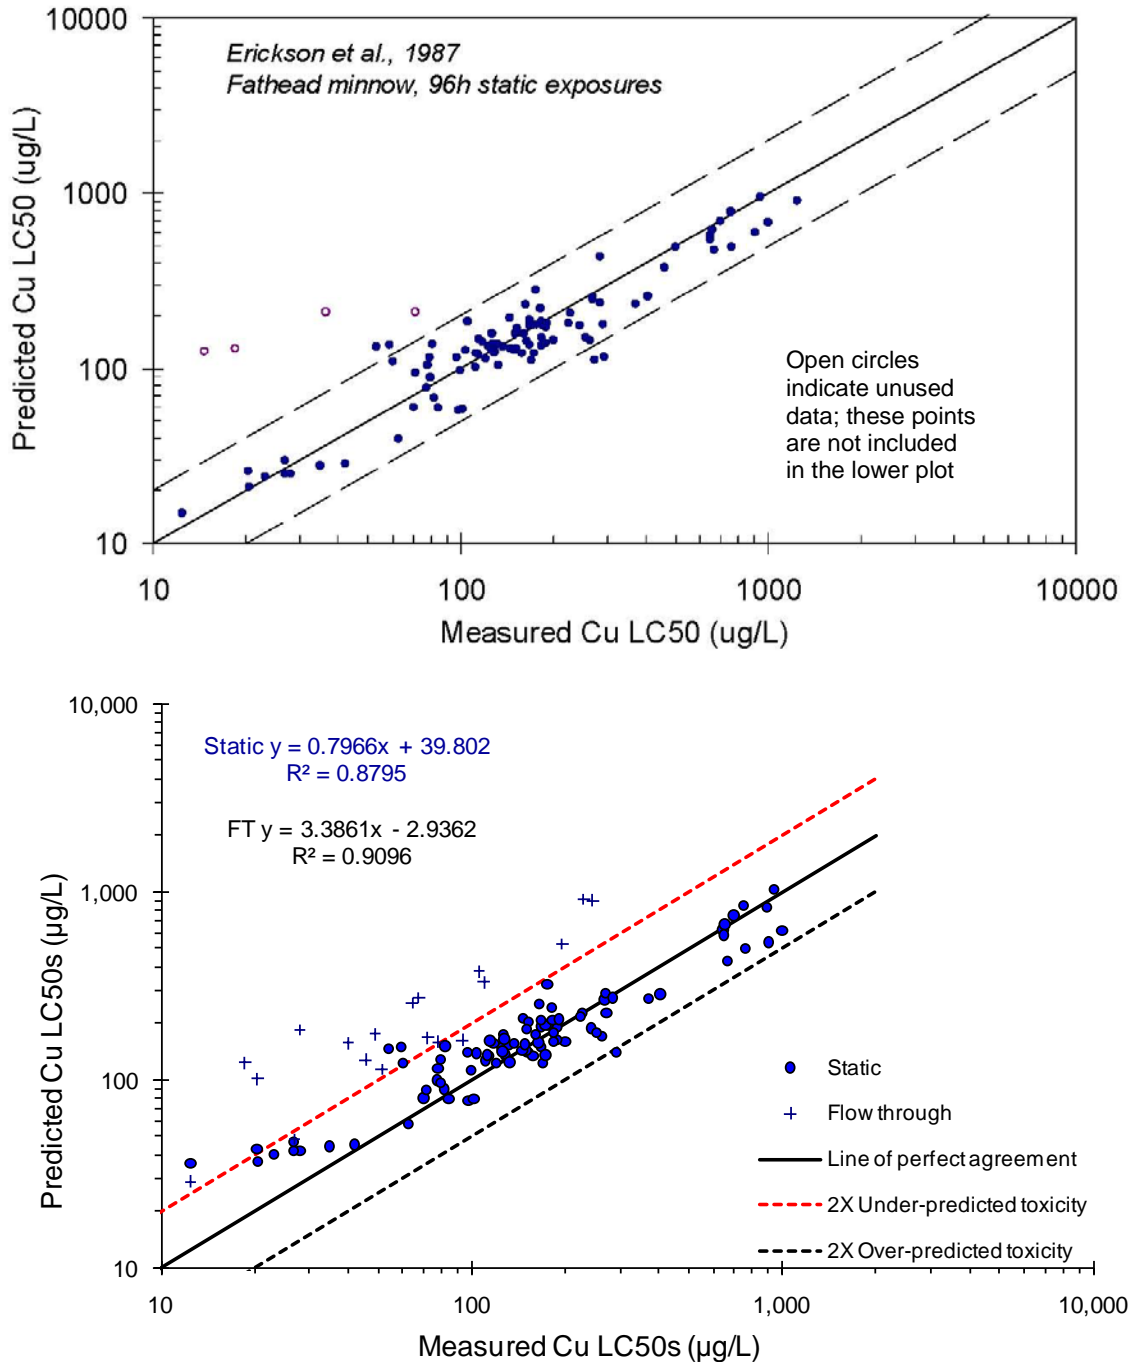 10000
Erickson et al., 1987
Fathead minnow, 96h static exposures
1000
100
10
Predicted Cu LC50 (ug/L)
Open circles
indicate unused
data; these points
are not included
in the lower plot
10 100 1000 10000
Measured Cu LC50 (ug/L)
10,000
Static y = 0.7966x + 39.802
R² = 0.8795
FT y = 3.3861x - 2.9362
R² = 0.9096
1,000
100
10
Predicted Cu LC50s (µg/L)
Static
Flow through
Line of perfect agreement
2X Under-predicted toxicity
2X Over-predicted toxicity
10 100 1,000 10,000
Measured Cu LC50s (µg/L)